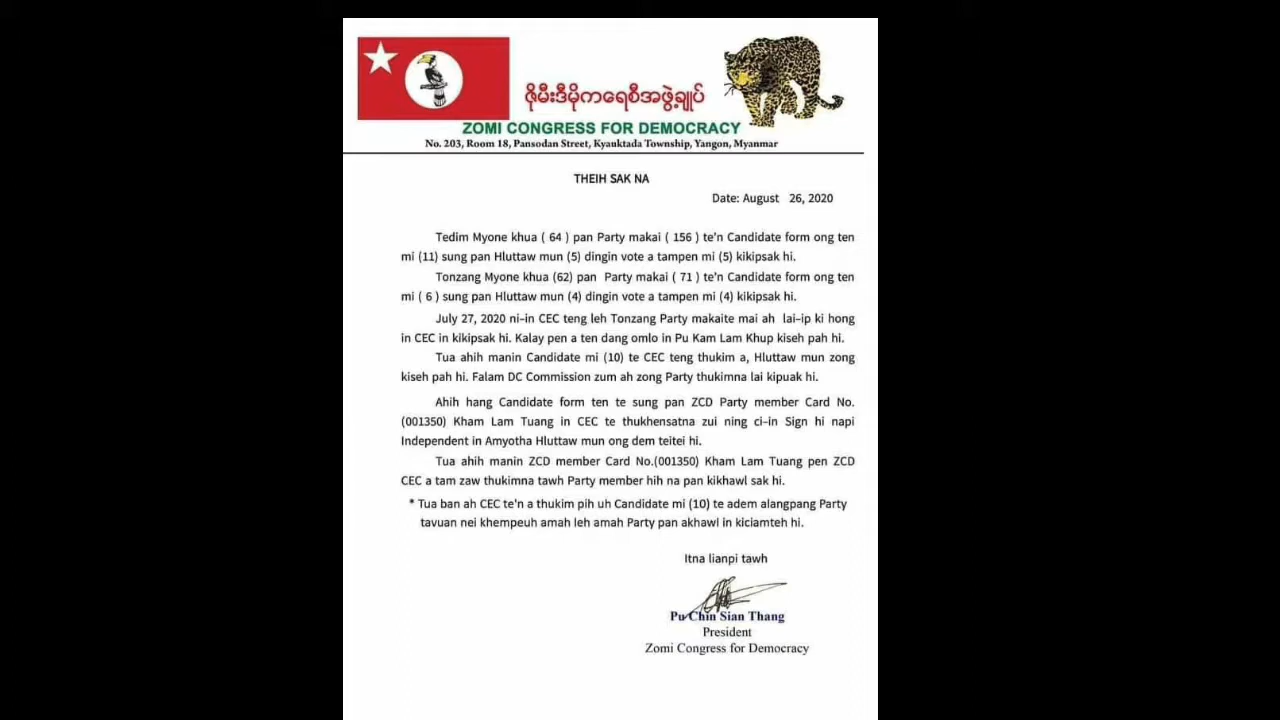 ဇိုမီးဒီမိုကရေစီအဖွဲ့ချုပ်
ZOMI CONGRESS FOR DEMOCRACY
No. 203, Room 18, Pansodan Street, Kyauktada Township, Yangon, Myanmar
THEIH SAK NA
Date: August 26, 2020
Tedim Myone khua ( 64 ) pan Party makai ( 156 ) te'n Candidate form ong ten
mi (11) sung pan Hluttaw mun (5) dingin vote a tampen mi (5) kikipsak hi.
Tonzang Myone khua (62) pan Party makai ( 71 ) te'n Candidate form ong ten
mi ( 6 ) sung pan Hluttaw mun (4) dingin vote a tampen mi (4) kikipsak hi.
July 27, 2020 ni-in CEC teng leh Tonzang Party makaite mai ah lai-ip ki hong
in CEC in kikipsak hi. Kalay pen a ten dang omlo in Pu Kam Lam Khup kiseh pah hi.
Tua ahih manin Candidate mi (10) te CEC teng thukim a, Hluttaw mun zong
kiseh pah hi. Falam DC Commission zum ah zong Party thukimna lai kipuak hi.
Ahih hang Candidate form ten te sung pan ZCD Party member Card No.
(001350) Kham Lam Tuang in CEC te thukhensatna zui ning ci-in Sign hi napi
Independent in Amyotha Hluttaw mun ong dem teitei hi.
Tua ahih manin ZCD member Card No.(001350) Kham Lam Tuang pen ZCD
CEC a tam zaw thukimna tawh Party member hih na pan kikhawl sak hi.
* Tua ban ah CEC te'n a thukim pih uh Candidate mi (10) te adem alangpang Party
tavuan nei khempeuh amah leh amah Party pan akhawl in kiciamteh hi.
Itna lianpi tawh
Pu Chin Sian Thang
President
Zomi Congress for Democracy